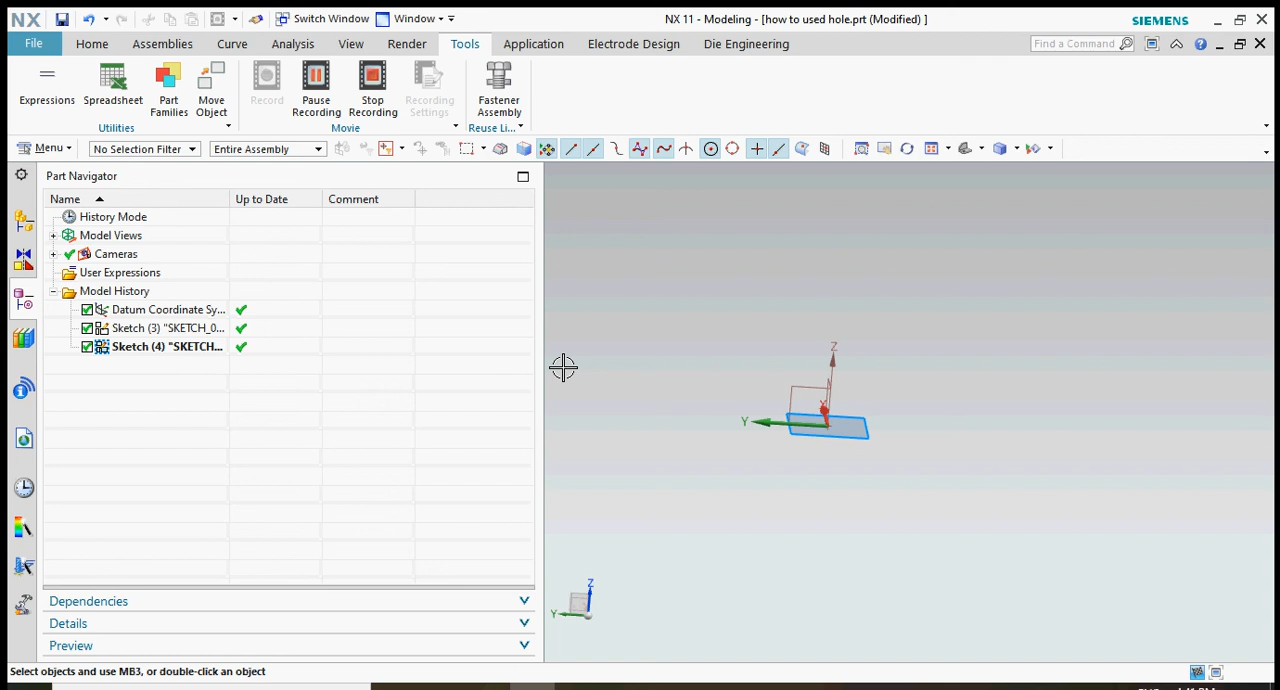 NX Switch Window Window NX 11 - Modeling - [how to used hole.prt (Modified) ] SIEMENS
File Home Assemblies Curve Analysis View Render Tools Application Electrode Design Die Engineering Find a Command
Expressions Spreadsheet Part Families Move Object Record Pause Recording Stop Recording Recording Settings Fastener Assembly
Utilities Movie Reuse Li...
Menu No Selection Filter Entire Assembly
Part Navigator
Name Up to Date Comment
History Mode
Model Views
Cameras
User Expressions
Model History
Datum Coordinate Sy...
Sketch (3) "SKETCH_0...
Sketch (4) "SKETCH...
Z
X
Y
Z
Y
Dependencies
Details
Preview
Select objects and use MB3, or double-click an object